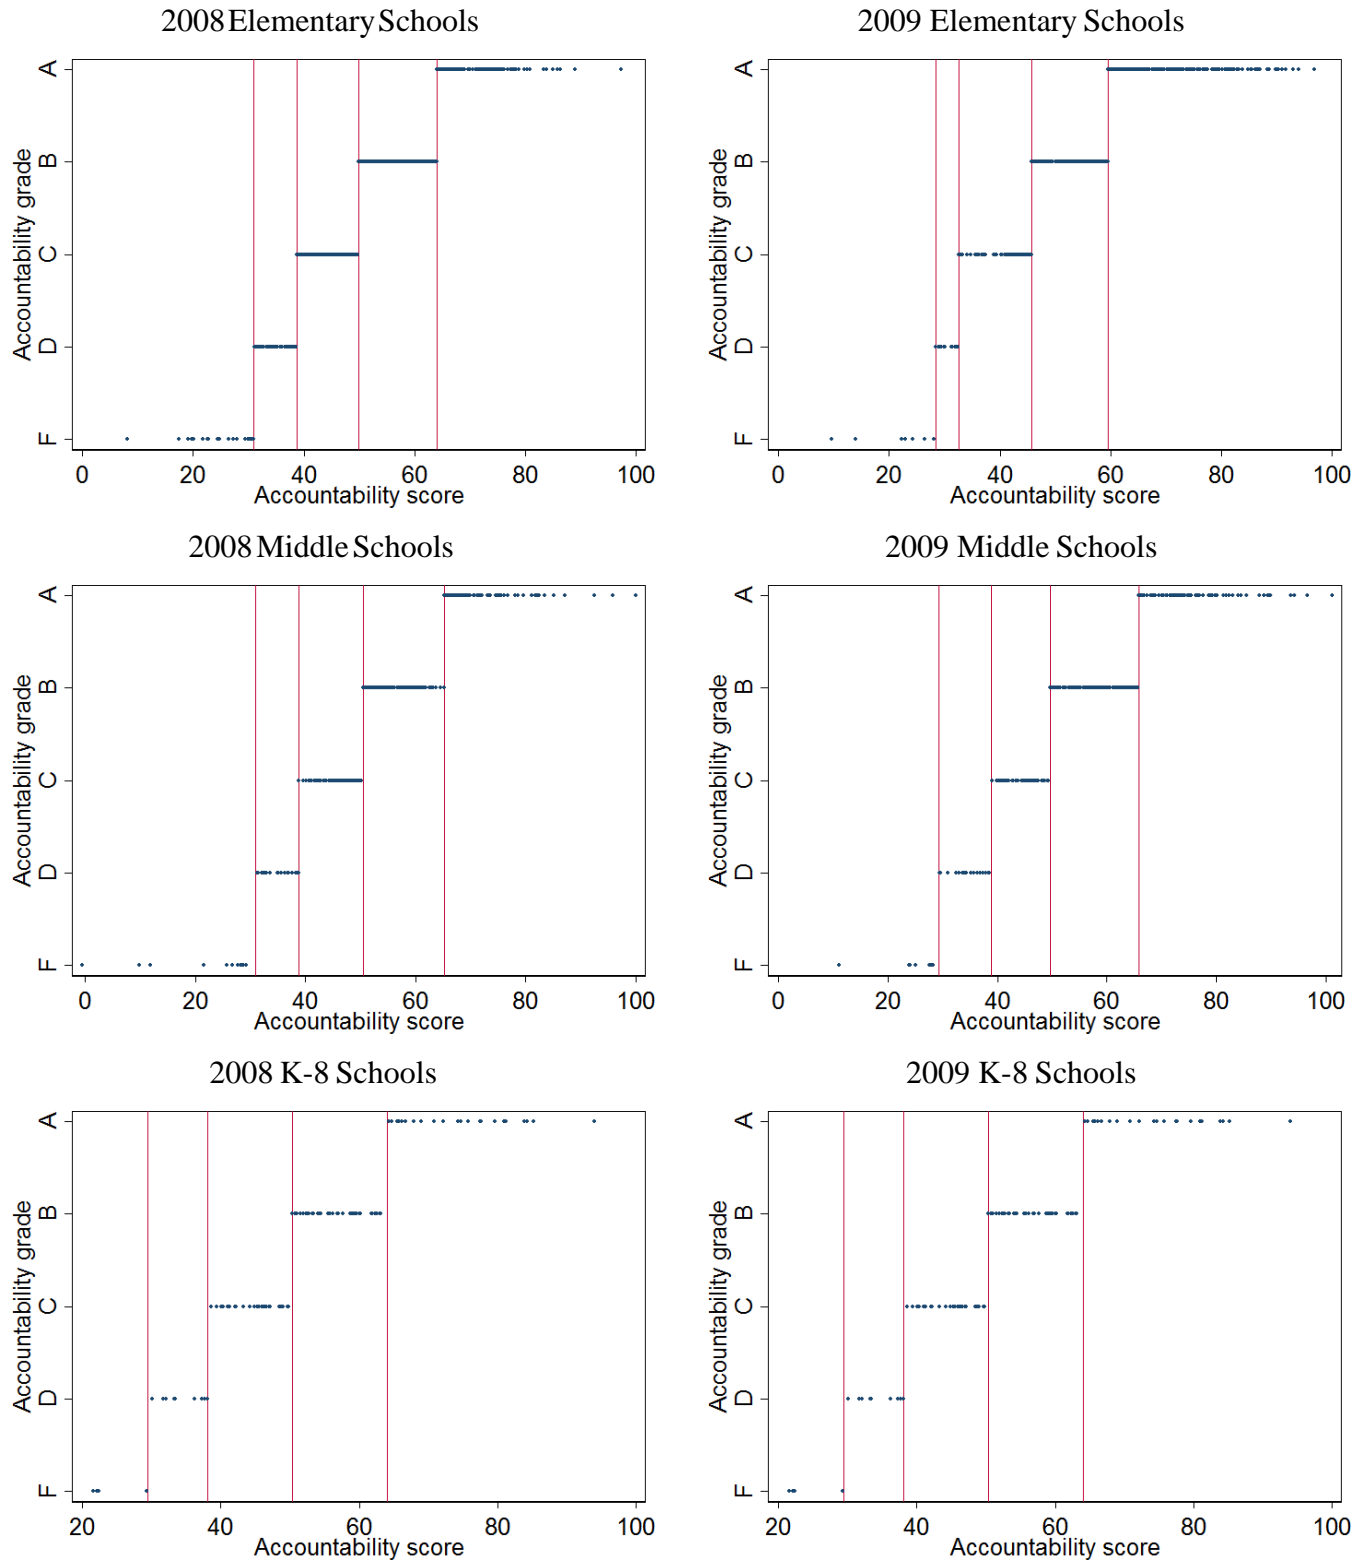 2008 Elementary Schools
2009 Elementary Schools
Accountability grade
A
B
C
D
F
0 20 40 60 80 100
Accountability score
Accountability grade
A
B
C
D
F
0 20 40 60 80 100
Accountability score
2008 Middle Schools
2009 Middle Schools
Accountability grade
A
B
C
D
F
0 20 40 60 80 100
Accountability score
Accountability grade
A
B
C
D
F
0 20 40 60 80 100
Accountability score
2008 K-8 Schools
2009 K-8 Schools
Accountability grade
A
B
C
D
F
20 40 60 80 100
Accountability score
Accountability grade
A
B
C
D
F
20 40 60 80 100
Accountability score